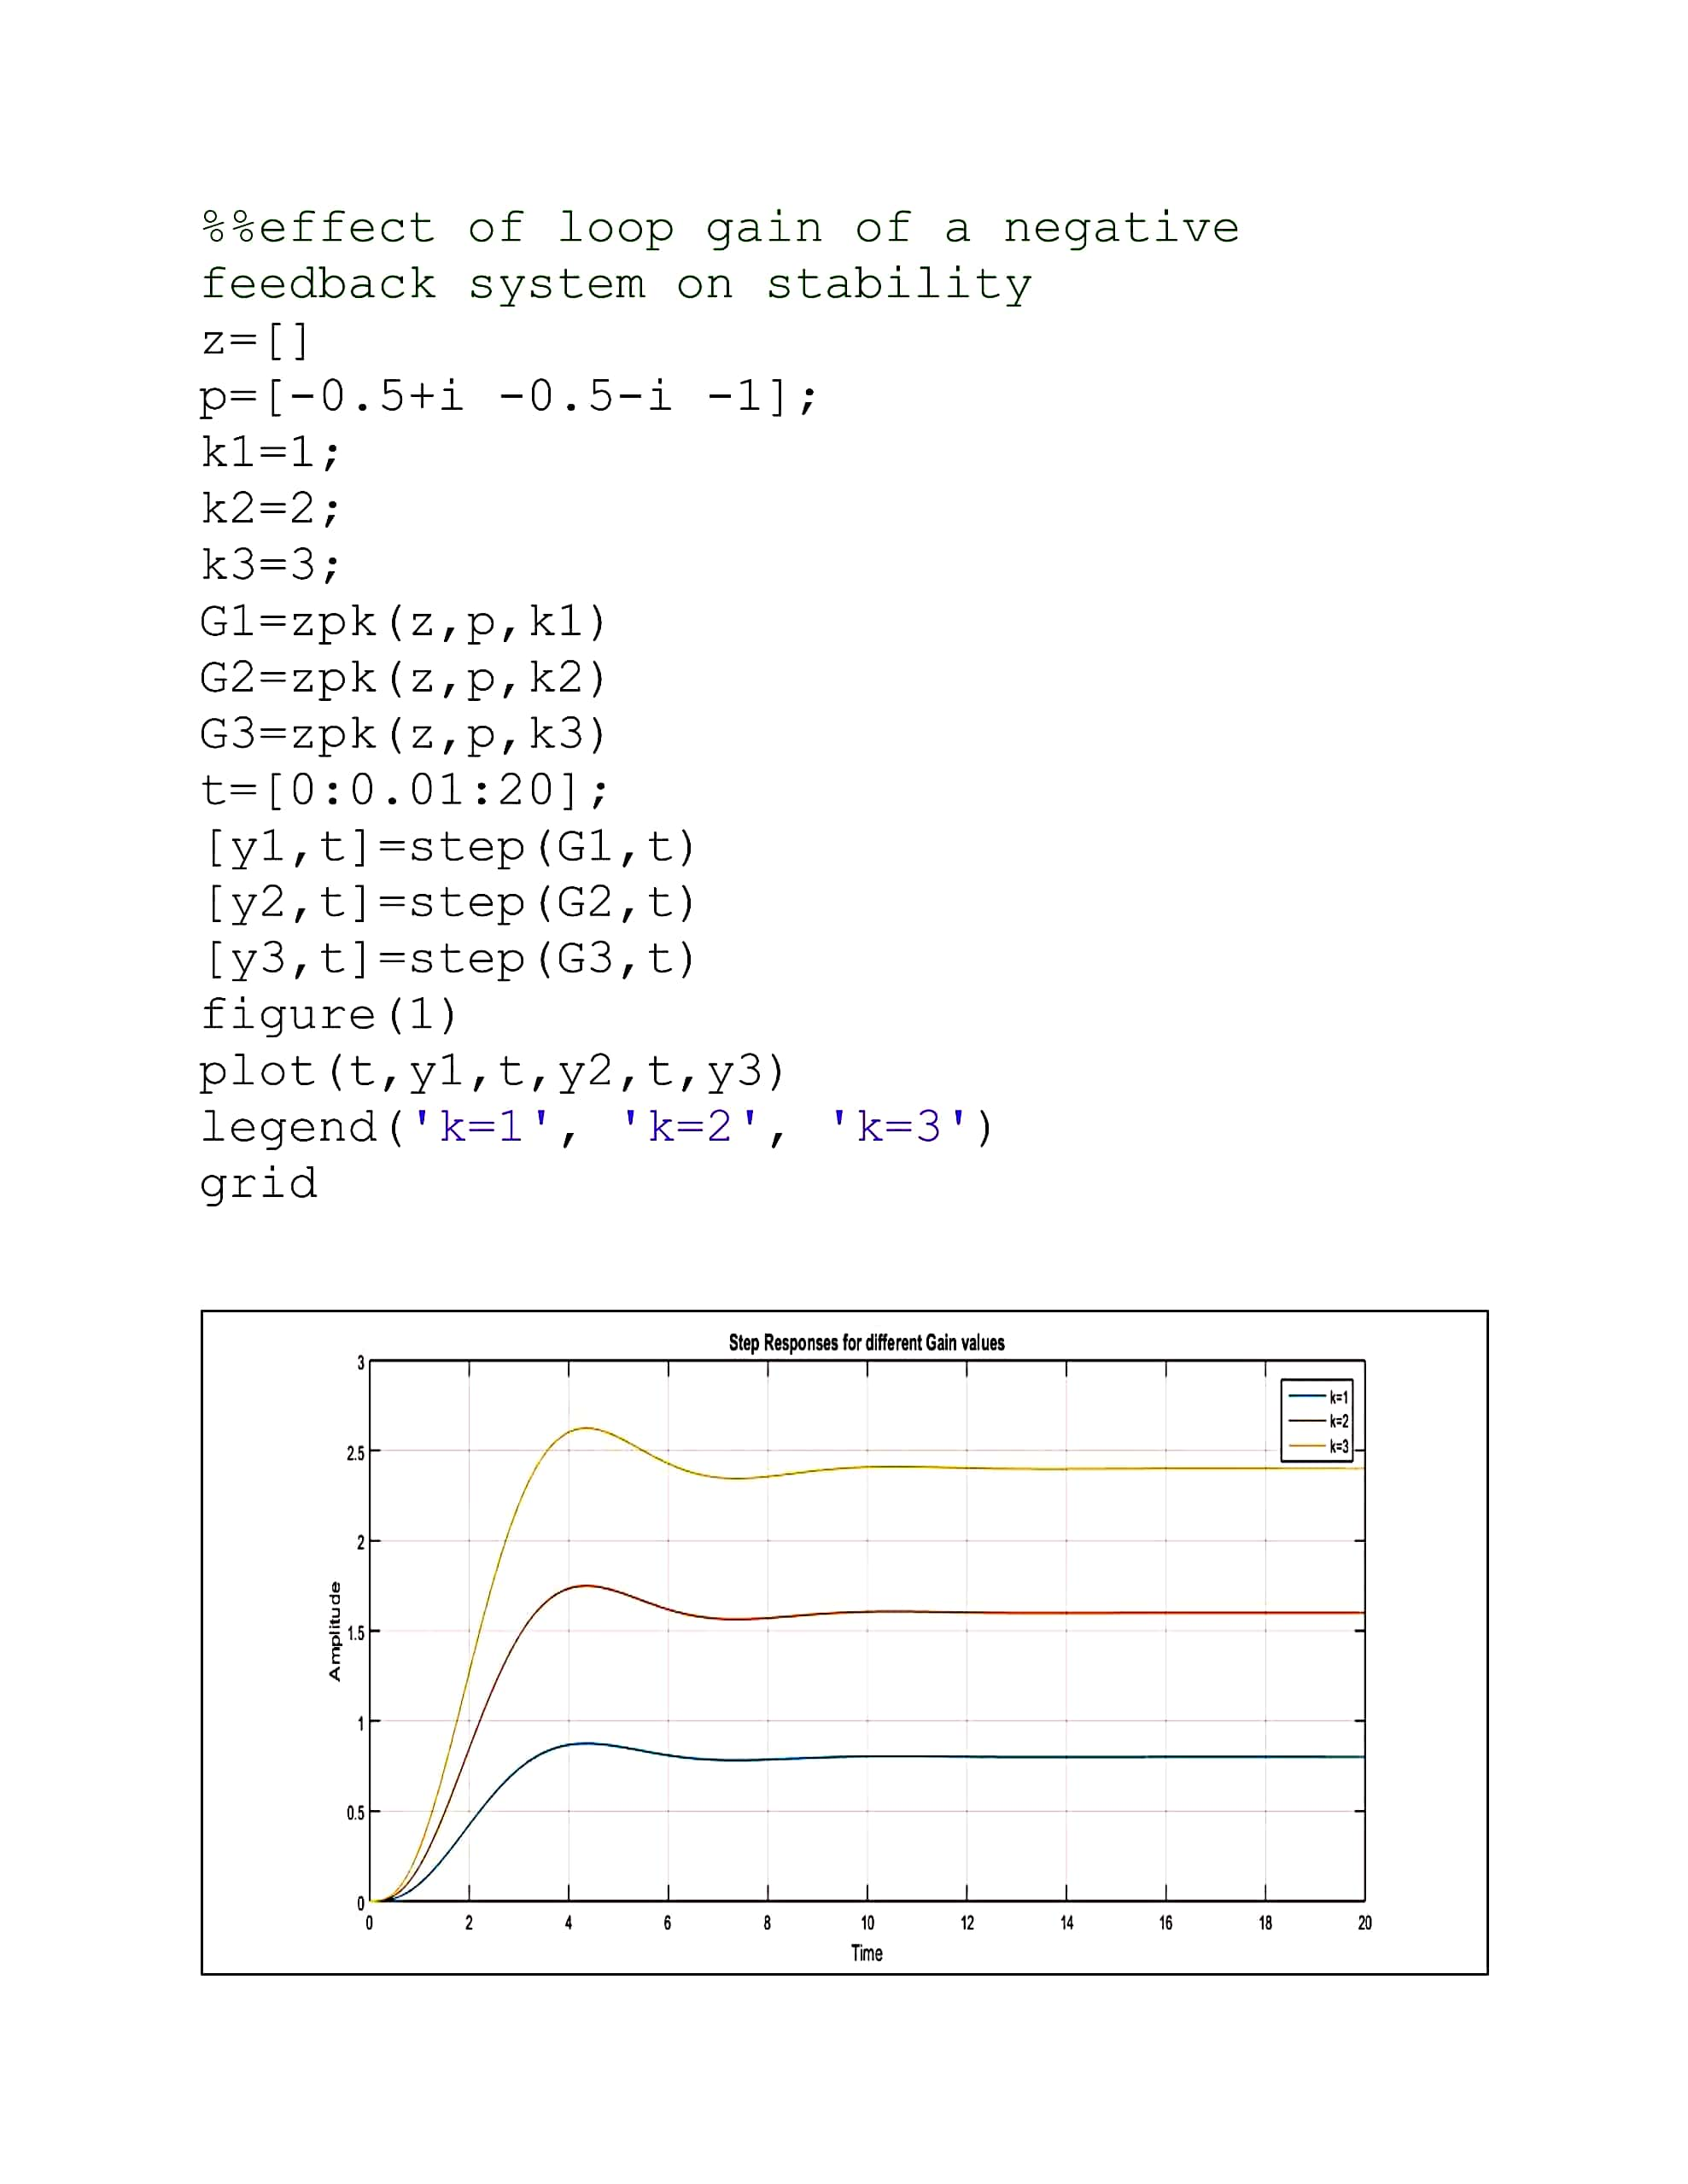 %%effect of loop gain of a negative
feedback system on stability
z=[]
p=[-0.5+i -0.5-i -1];
k1=1;
k2=2;
k3=3;
G1=zpk(z,p,k1)
G2=zpk(z,p,k2)
G3=zpk(z,p,k3)
t=[0:0.01:20];
[y1,t]=step(G1,t)
[y2,t]=step(G2,t)
[y3,t]=step(G3,t)
figure(1)
plot(t,y1,t,y2,t,y3)
legend('k=1', 'k=2', 'k=3')
grid
Step Responses for different Gain values
3
2.5
2
1.5
1
0.5
0
Amplitude
k=1
k=2
k=3
0 2 4 6 8 10 12 14 16 18 20
Time